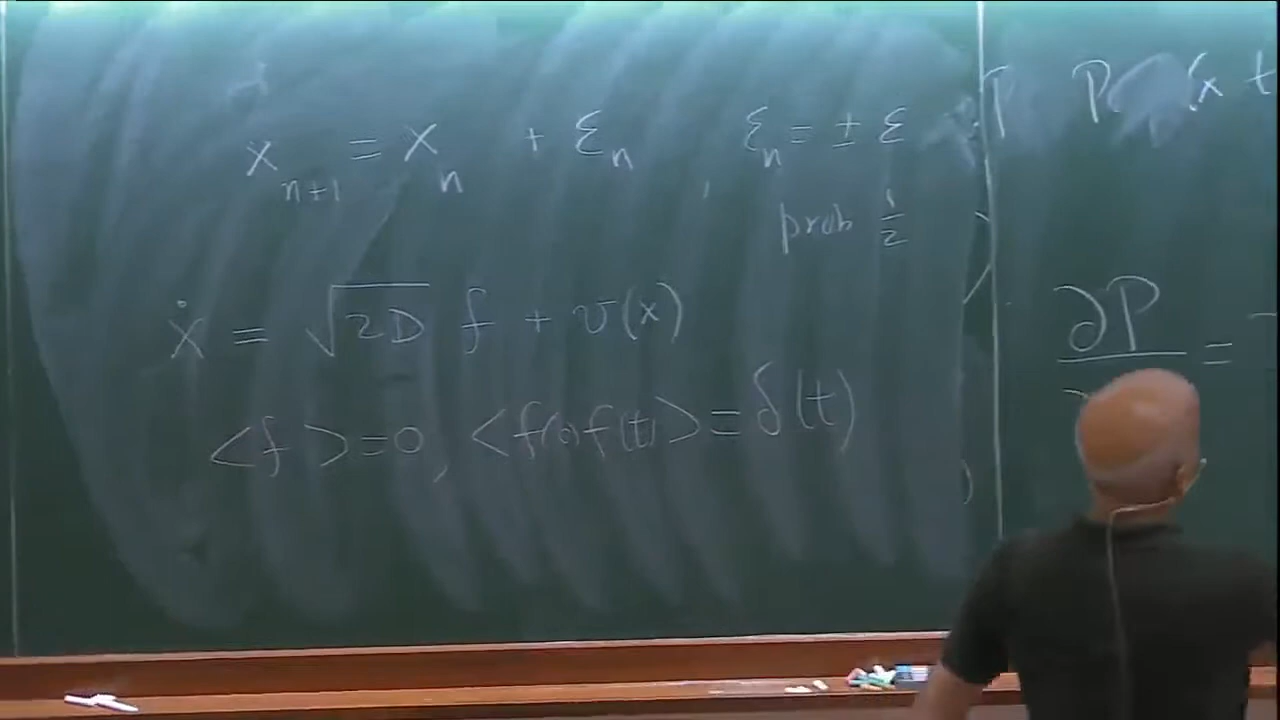 x_{n+1} = x_n + ε_n , ε_n = ± ε
prob 1/2
ẋ = √2D f + v(x)
<f> = 0, <f(0)f(t)> = δ(t)
P P (x t
∂P =